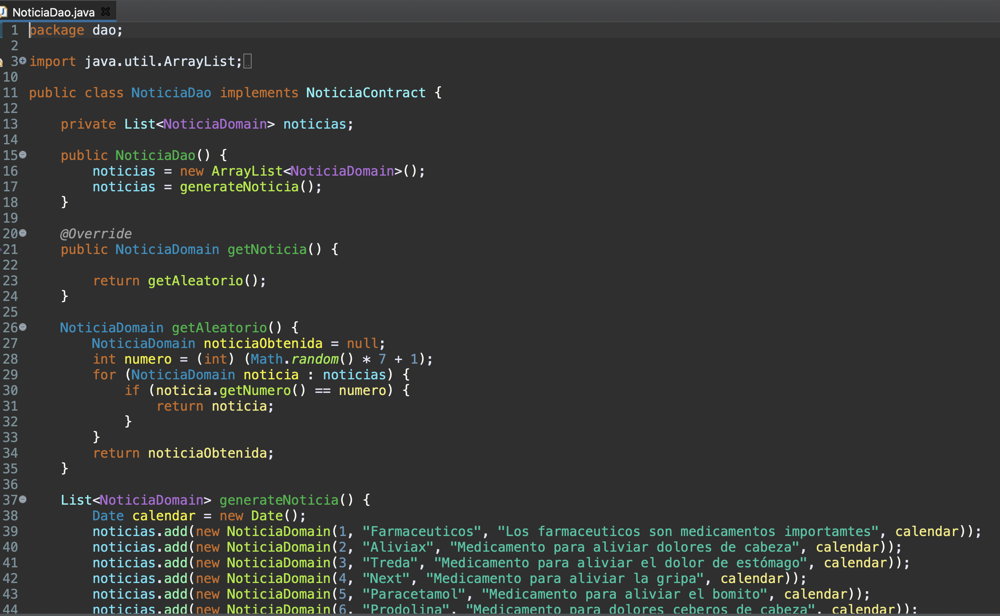 NoticiaDao.java
1 package dao;
2
3 import java.util.ArrayList;
10
11 public class NoticiaDao implements NoticiaContract {
12
13     private List<NoticiaDomain> noticias;
14
15     public NoticiaDao() {
16         noticias = new ArrayList<NoticiaDomain>();
17         noticias = generateNoticia();
18     }
19
20     @Override
21     public NoticiaDomain getNoticia() {
22
23         return getAleatorio();
24     }
25
26     NoticiaDomain getAleatorio() {
27         NoticiaDomain noticiaObtenida = null;
28         int numero = (int) (Math.random() * 7 + 1);
29         for (NoticiaDomain noticia : noticias) {
30             if (noticia.getNumero() == numero) {
31                 return noticia;
32             }
33         }
34         return noticiaObtenida;
35     }
36
37     List<NoticiaDomain> generateNoticia() {
38         Date calendar = new Date();
39         noticias.add(new NoticiaDomain(1, "Farmaceuticos", "Los farmaceuticos son medicamentos importamtes", calendar));
40         noticias.add(new NoticiaDomain(2, "Aliviax", "Medicamento para aliviar dolores de cabeza", calendar));
41         noticias.add(new NoticiaDomain(3, "Treda", "Medicamento para aliviar el dolor de estómago", calendar));
42         noticias.add(new NoticiaDomain(4, "Next", "Medicamento para aliviar la gripa", calendar));
43         noticias.add(new NoticiaDomain(5, "Paracetamol", "Medicamento para aliviar el bomito", calendar));
44         noticias.add(new NoticiaDomain(6, "Prodolina", "Medicamento para dolores ceberos de cabeza", calendar));